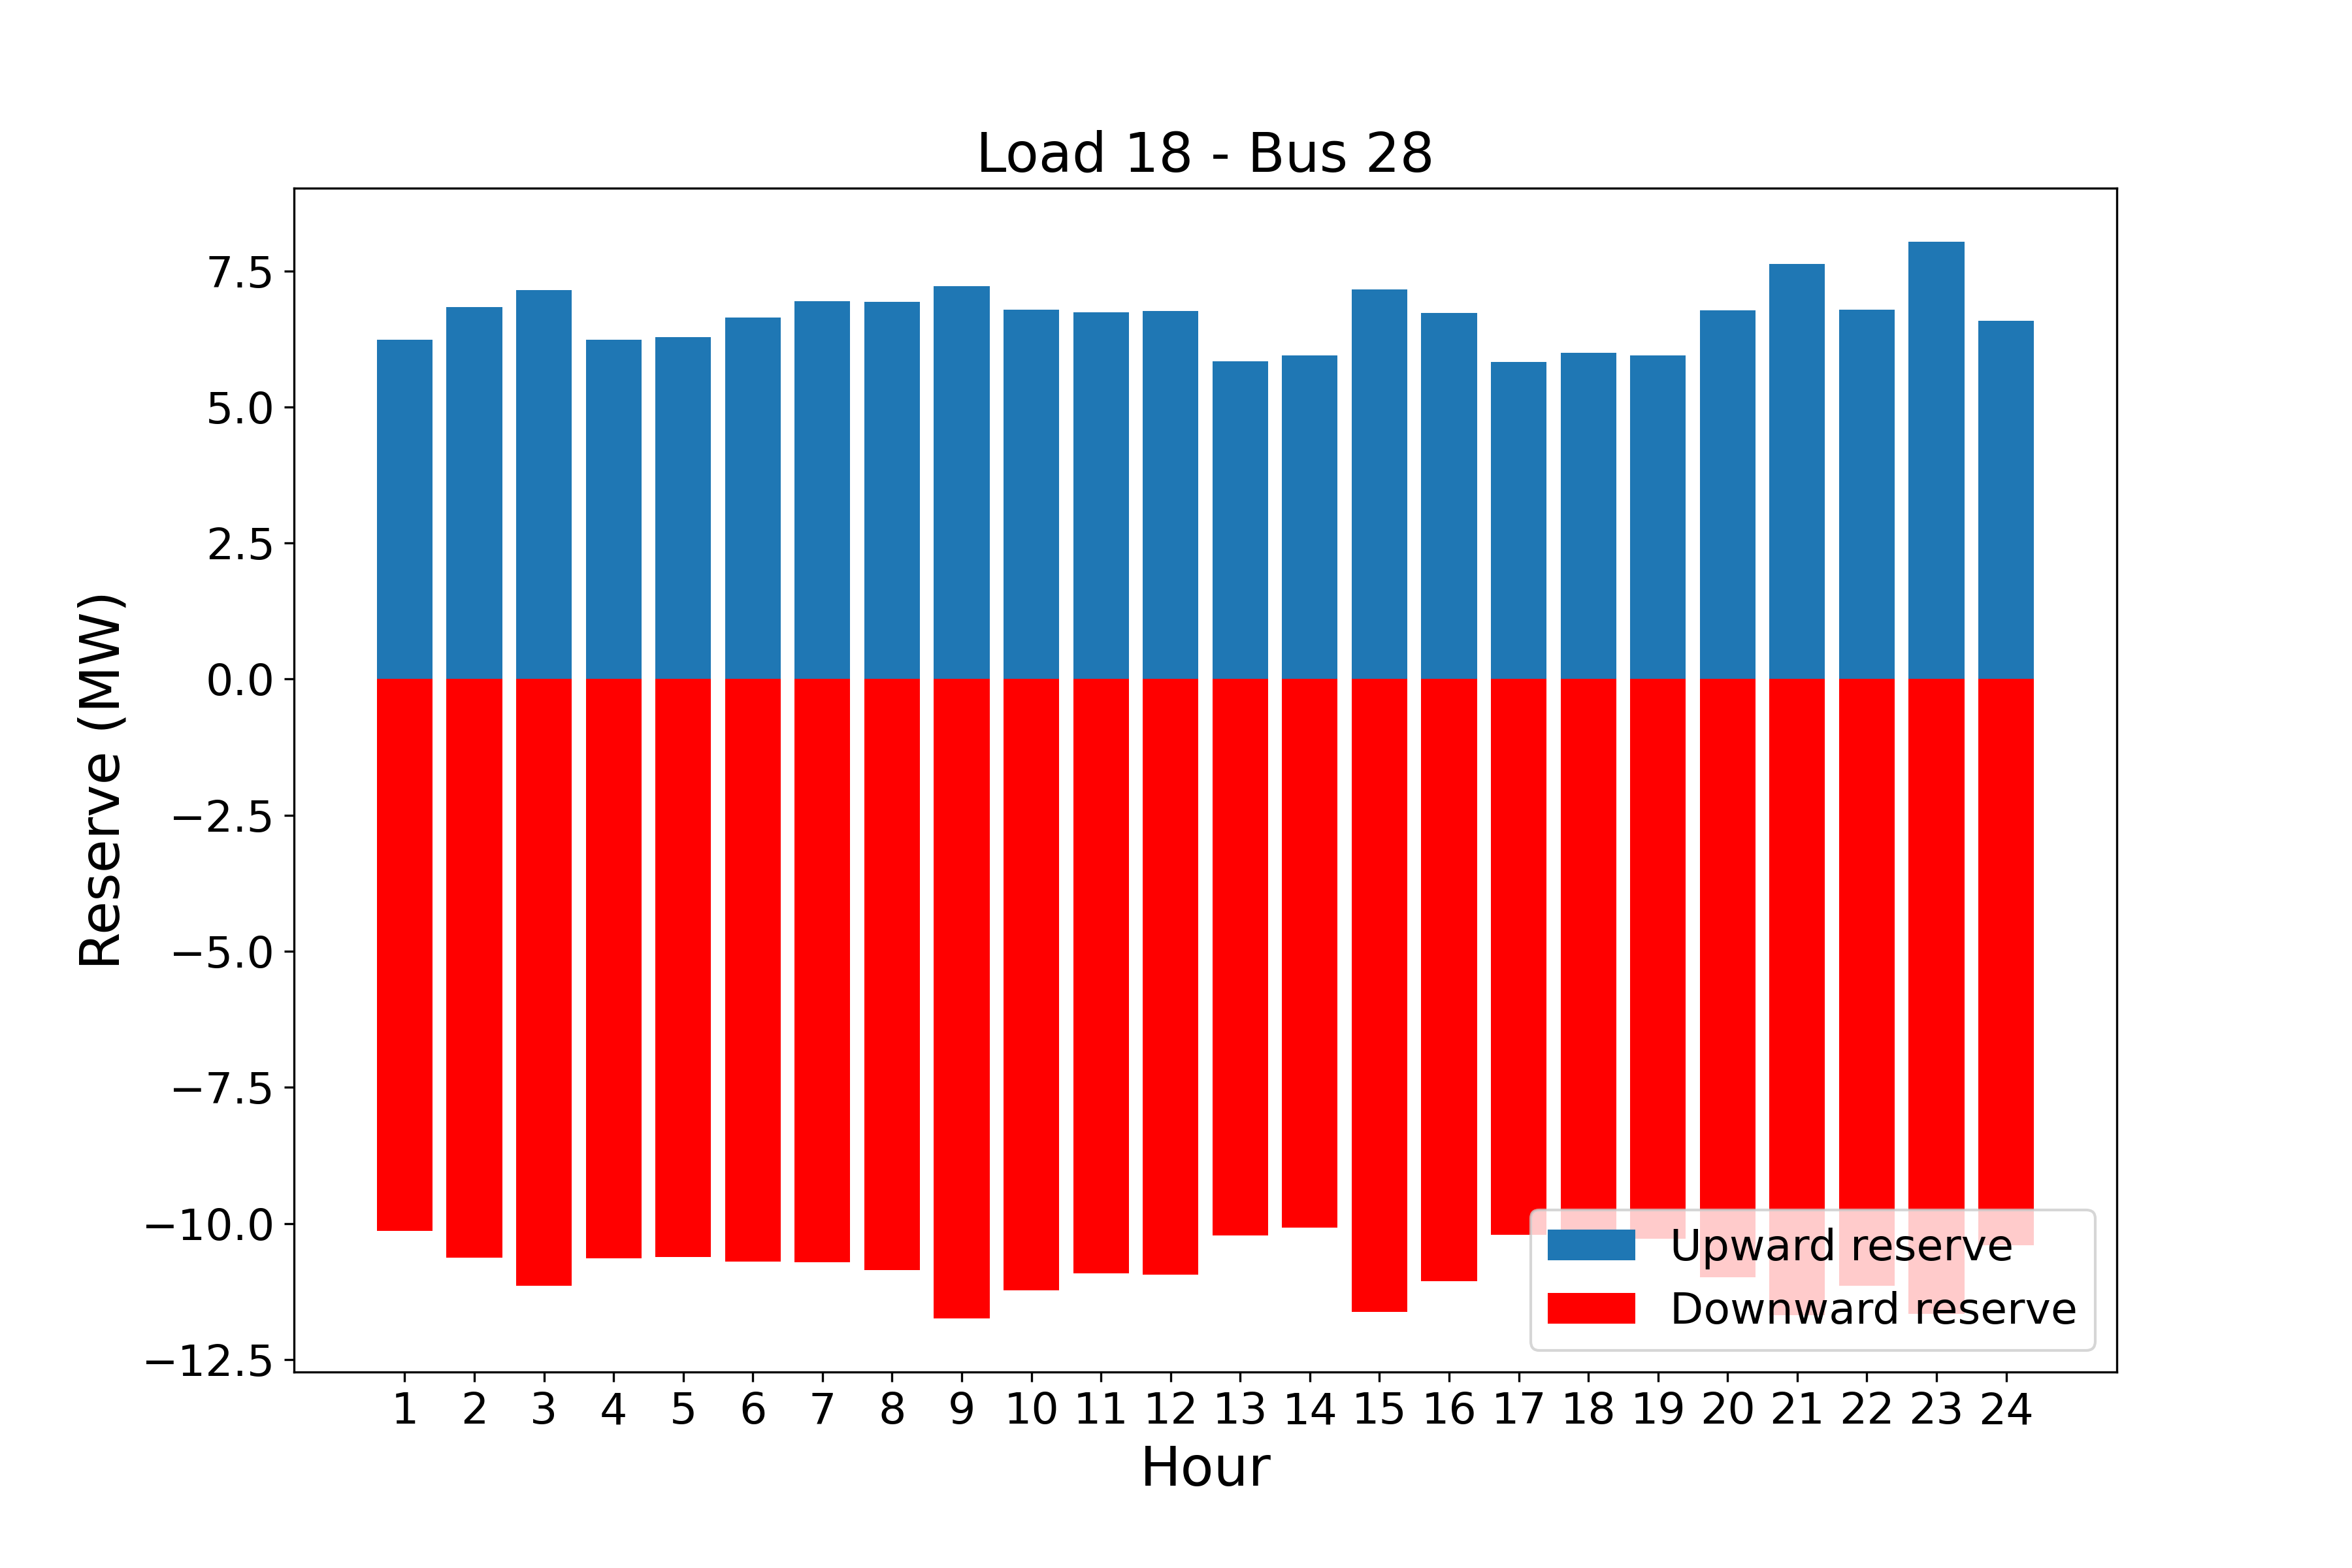 Load 18 - Bus 28
7.5
5.0
2.5
0.0
−2.5
−5.0
−7.5
−10.0
−12.5
Reserve (MW)
Upward reserve
Downward reserve
1 2 3 4 5 6 7 8 9 10 11 12 13 14 15 16 17 18 19 20 21 22 23 24
Hour